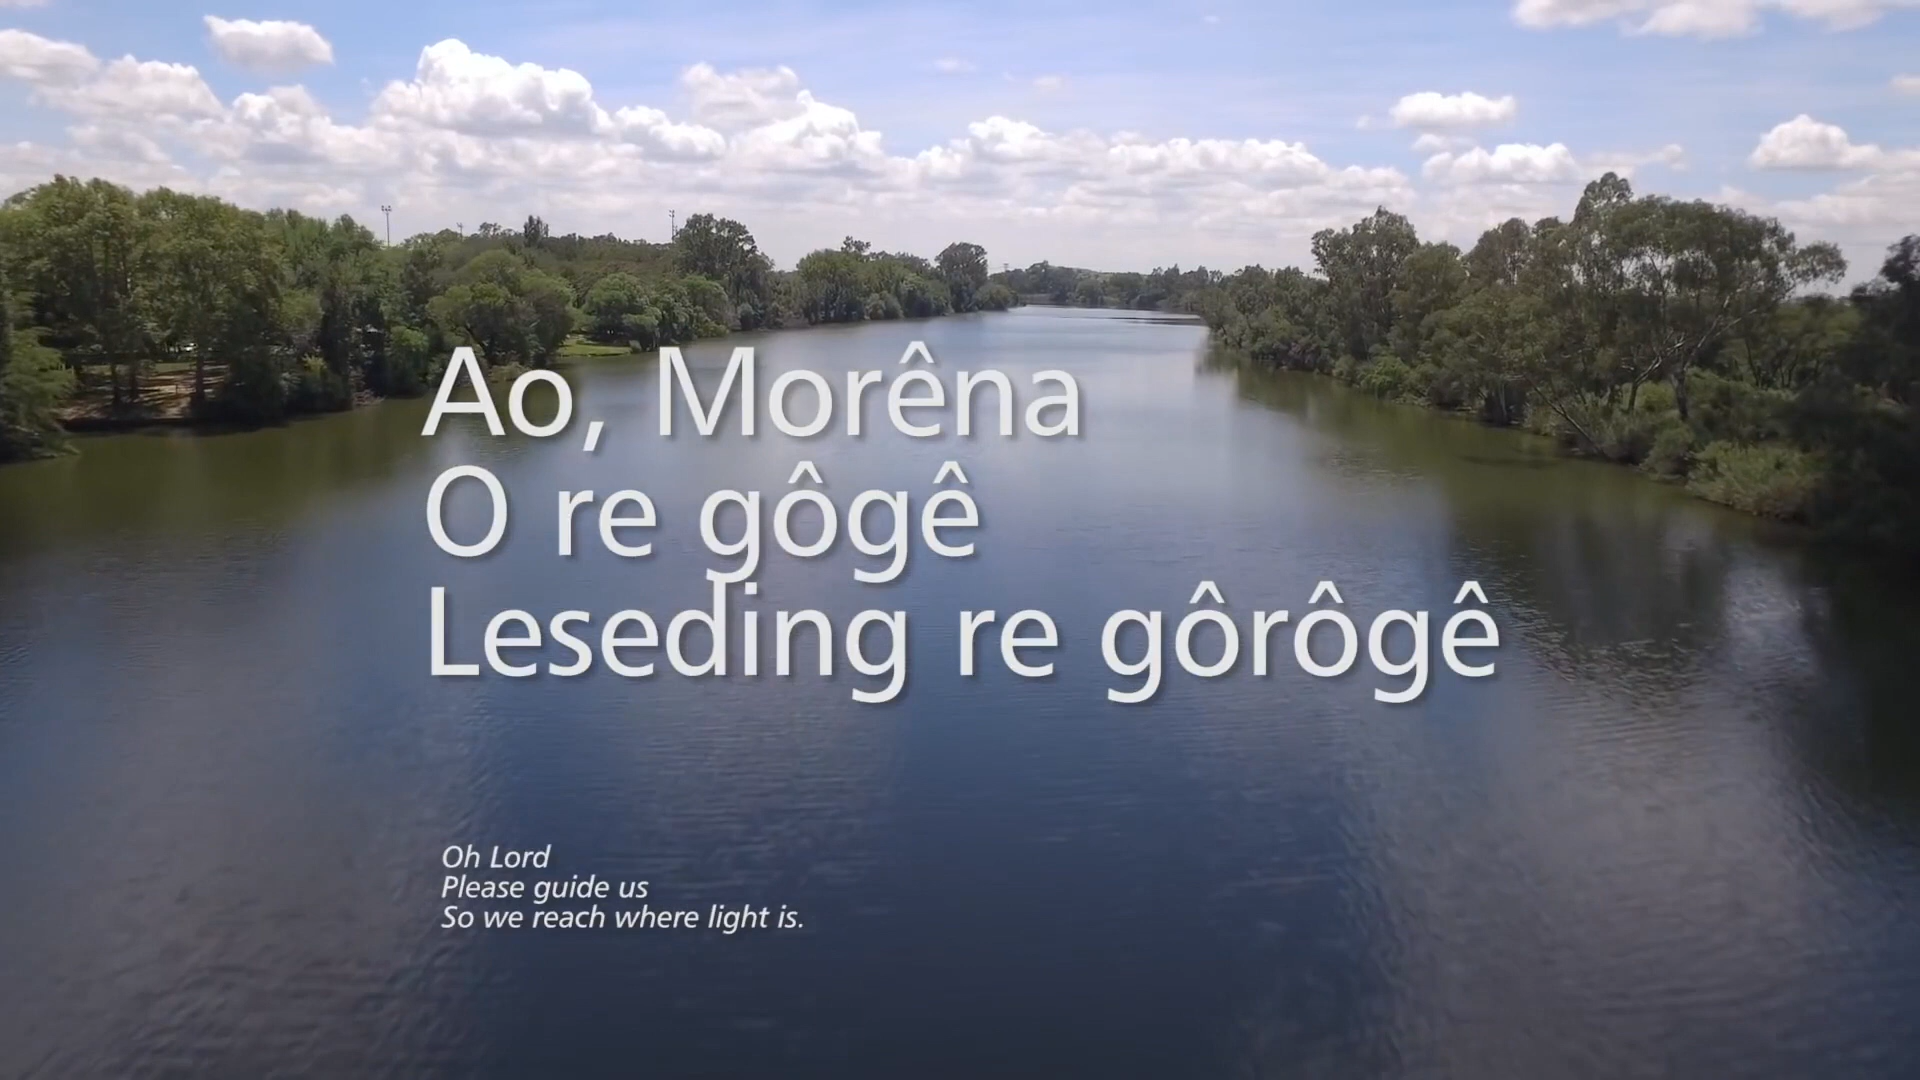 Ao, Morêna
O re gôgê
Leseding re gôrôgê
Oh Lord
Please guide us
So we reach where light is.